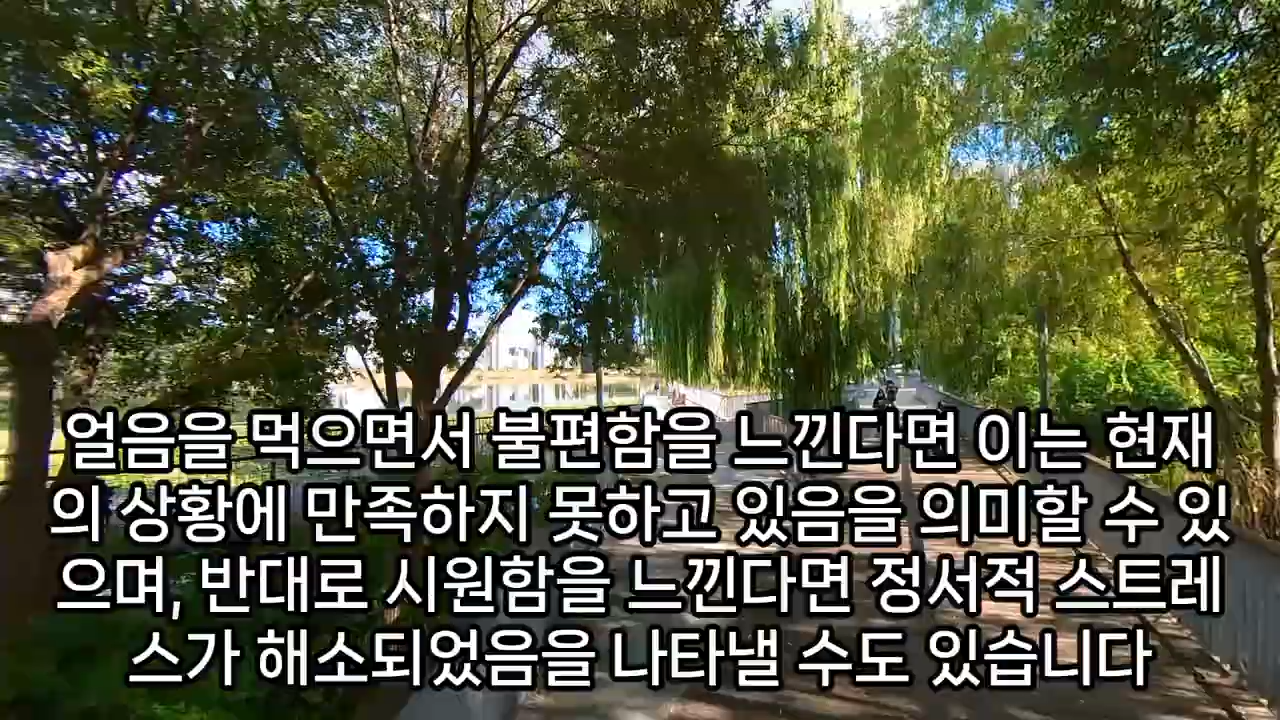 얼음을 먹으면서 불편함을 느낀다면 이는 현재
의 상황에 만족하지 못하고 있음을 의미할 수 있
으며, 반대로 시원함을 느낀다면 정서적 스트레
스가 해소되었음을 나타낼 수도 있습니다